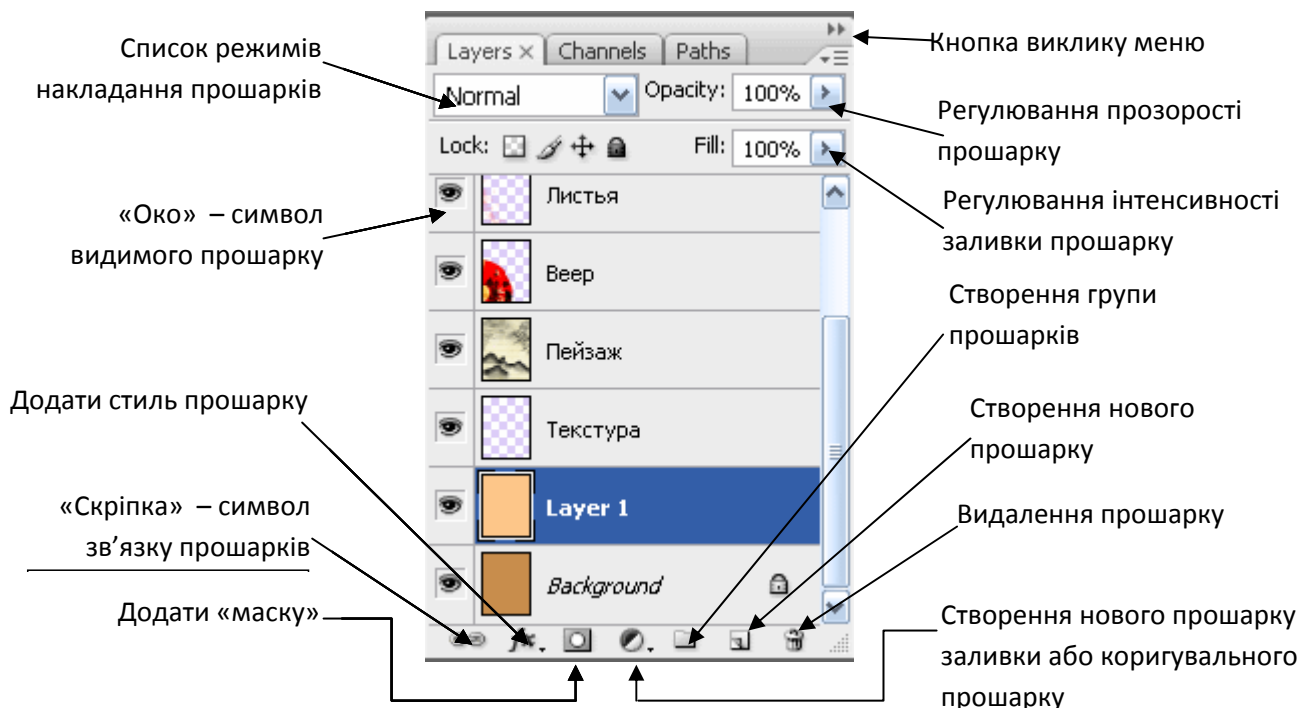 Список режимів
накладання прошарків
«Око» – символ
видимого прошарку
Додати стиль прошарку
«Скріпка» – символ
зв’язку прошарків
Додати «маску»
Layers × Channels Paths
Normal Opacity: 100%
Lock: Fill: 100%
Листья
Веер
Пейзаж
Текстура
Layer 1
Background
Кнопка виклику меню
Регулювання прозорості
прошарку
Регулювання інтенсивності
заливки прошарку
Створення групи
прошарків
Створення нового
прошарку
Видалення прошарку
Створення нового прошарку
заливки або коригувального
прошарку